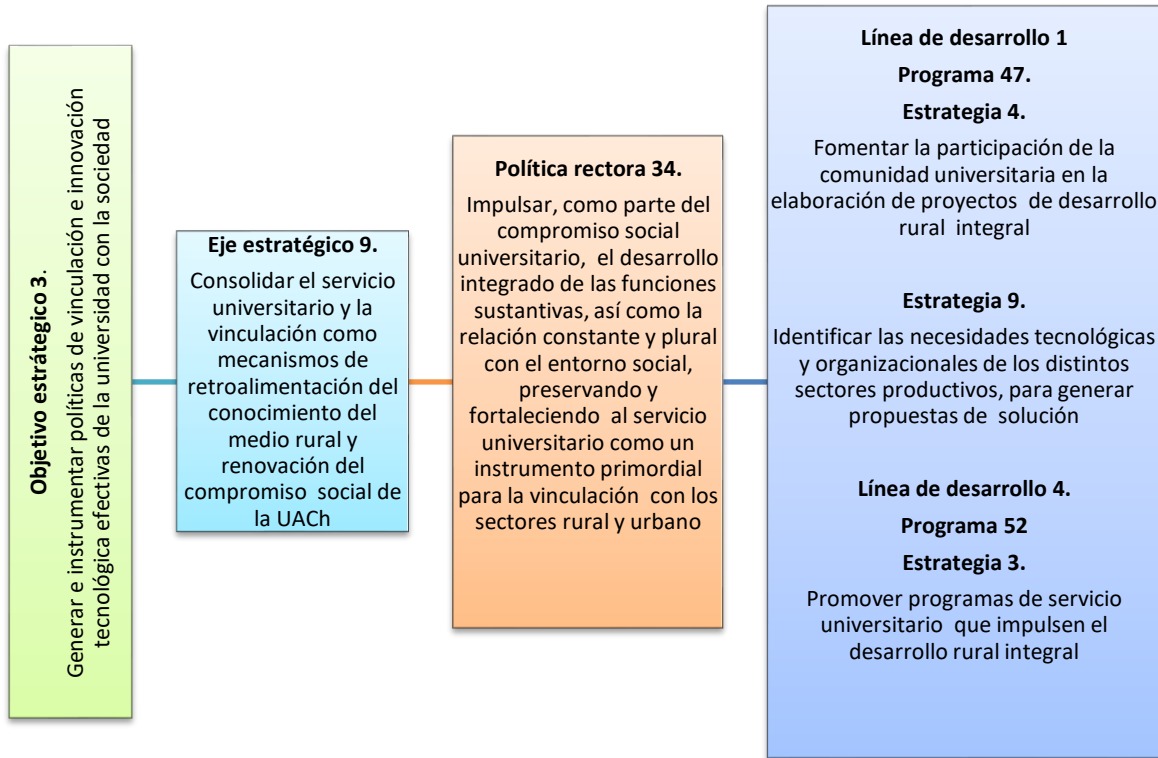 Objetivo estrátegico 3.
Generar e instrumentar políticas de vinculación e innovación
tecnológica efectivas de la universidad con la sociedad
Eje estratégico 9.
Consolidar el servicio
universitario y la
vinculación como
mecanismos de
retroalimentación del
conocimiento del
medio rural y
renovación del
compromiso social de
la UACh
Política rectora 34.
Impulsar, como parte del
compromiso social
universitario, el desarrollo
integrado de las funciones
sustantivas, así como la
relación constante y plural
con el entorno social,
preservando y
fortaleciendo al servicio
universitario como un
instrumento primordial
para la vinculación con los
sectores rural y urbano
Línea de desarrollo 1
Programa 47.
Estrategia 4.
Fomentar la participación de la
comunidad universitaria en la
elaboración de proyectos de desarrollo
rural integral
Estrategia 9.
Identificar las necesidades tecnológicas
y organizacionales de los distintos
sectores productivos, para generar
propuestas de solución
Línea de desarrollo 4.
Programa 52
Estrategia 3.
Promover programas de servicio
universitario que impulsen el
desarrollo rural integral